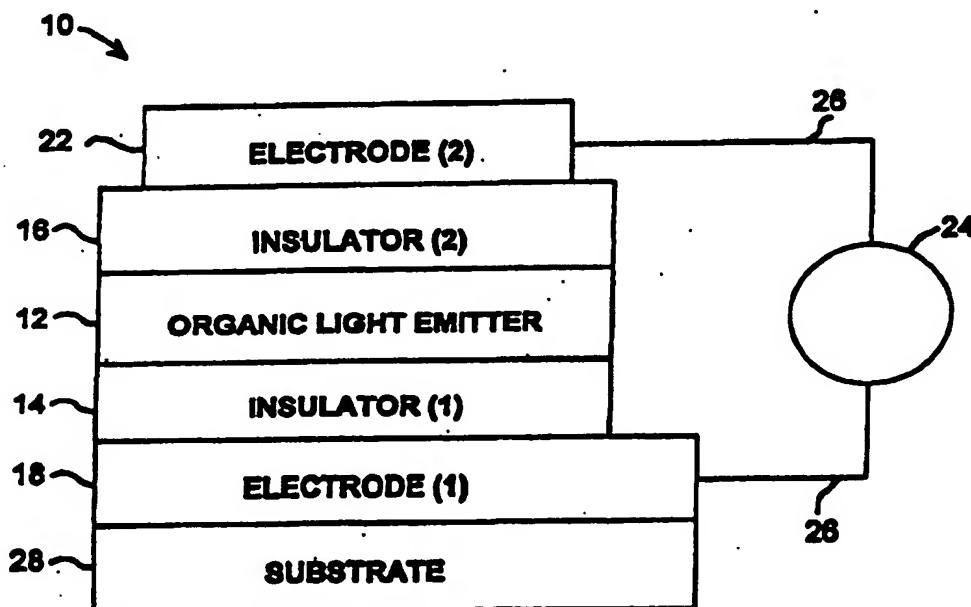 10
26
22 ELECTRODE (2)
24
16 INSULATOR (2)
12 ORGANIC LIGHT EMITTER
14 INSULATOR (1)
18 ELECTRODE (1)
26
28 SUBSTRATE